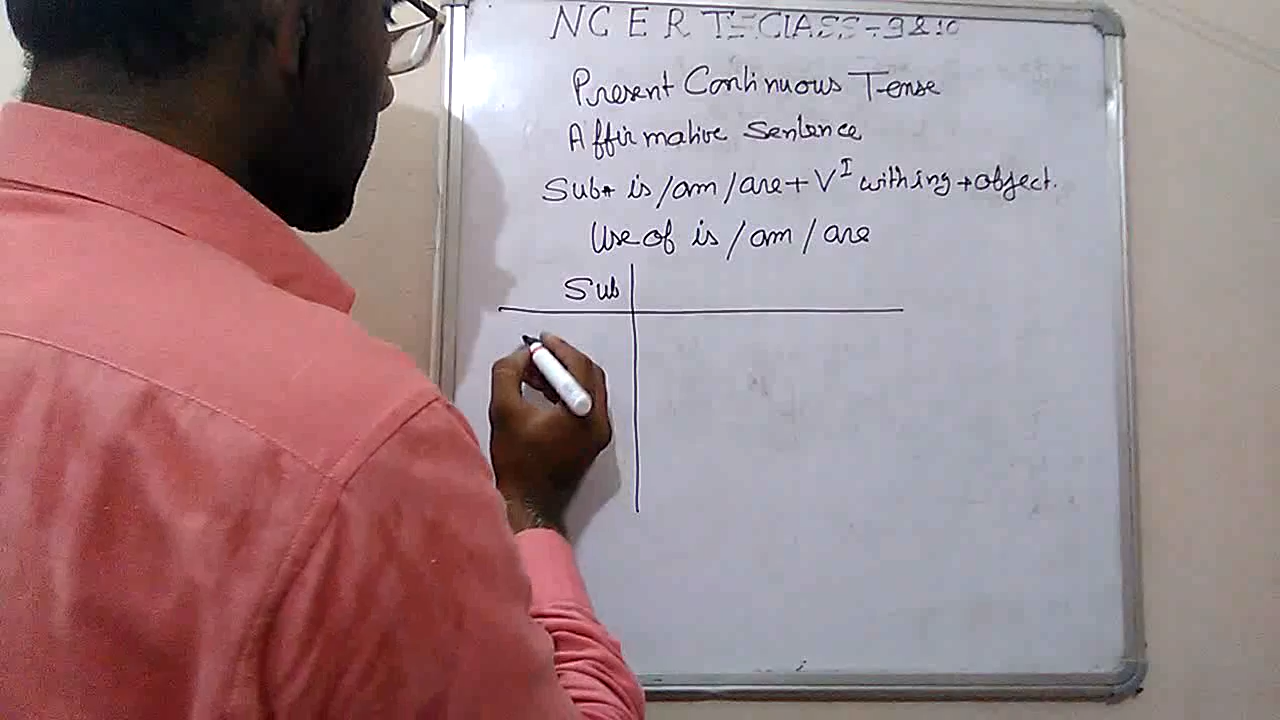 NCERT CLASS - 9 & 10
Present Continuous Tense
Affirmative Sentence
Sub+ is /am /are + V^I with ing + object.
Use of is / am / are
Sub